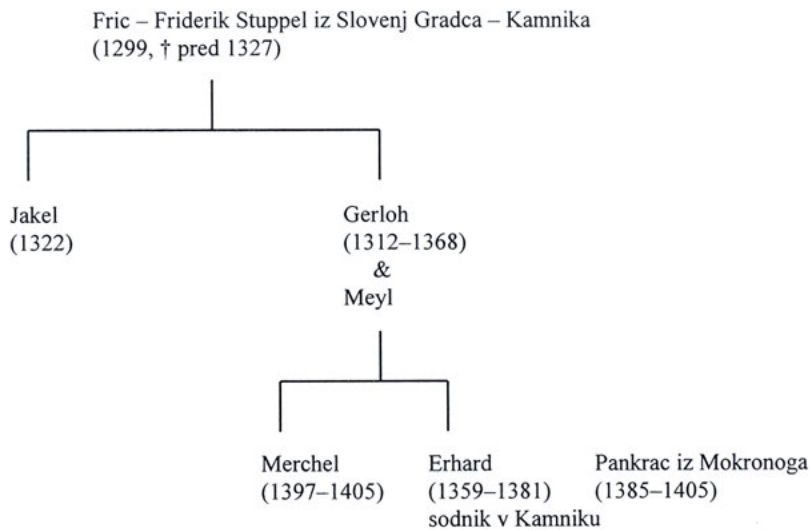 Fric – Friderik Stuppel iz Slovenj Gradca – Kamnika
(1299, † pred 1327)
Jakel
(1322)
Gerloh
(1312–1368)
&
Meyl
Merchel
(1397–1405)
Erhard
(1359–1381)
sodnik v Kamniku
Pankrac iz Mokronoga
(1385–1405)